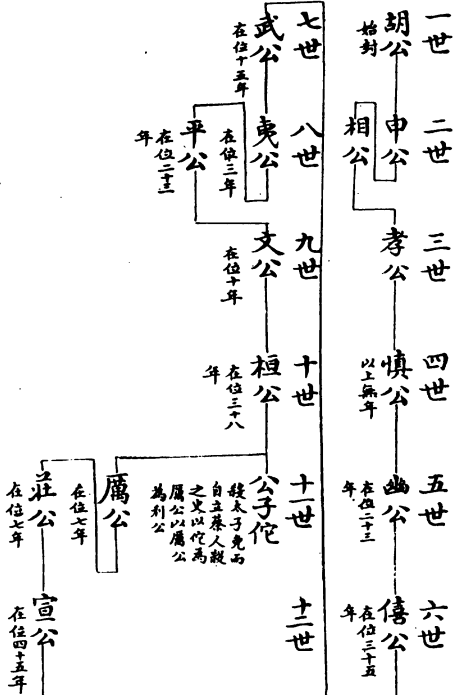 一世
胡公
始封
二世
申公
相公
三世
孝公
四世
慎公
以上無年
五世
幽公
在位二十三
年
六世
僖公
在位三十五
年
七世
武公
在位十五年
八世
夷公
在位三年
平公
在位二十三
年
九世
文公
在位十年
十世
桓公
在位三十八
年
十一世
公子佗
殺太子免而
自立蔡人殺
之史以佗為
厲公以厲公
為利公
厲公
在位七年
莊公
在位七年
十二世
宣公
在位四十五年